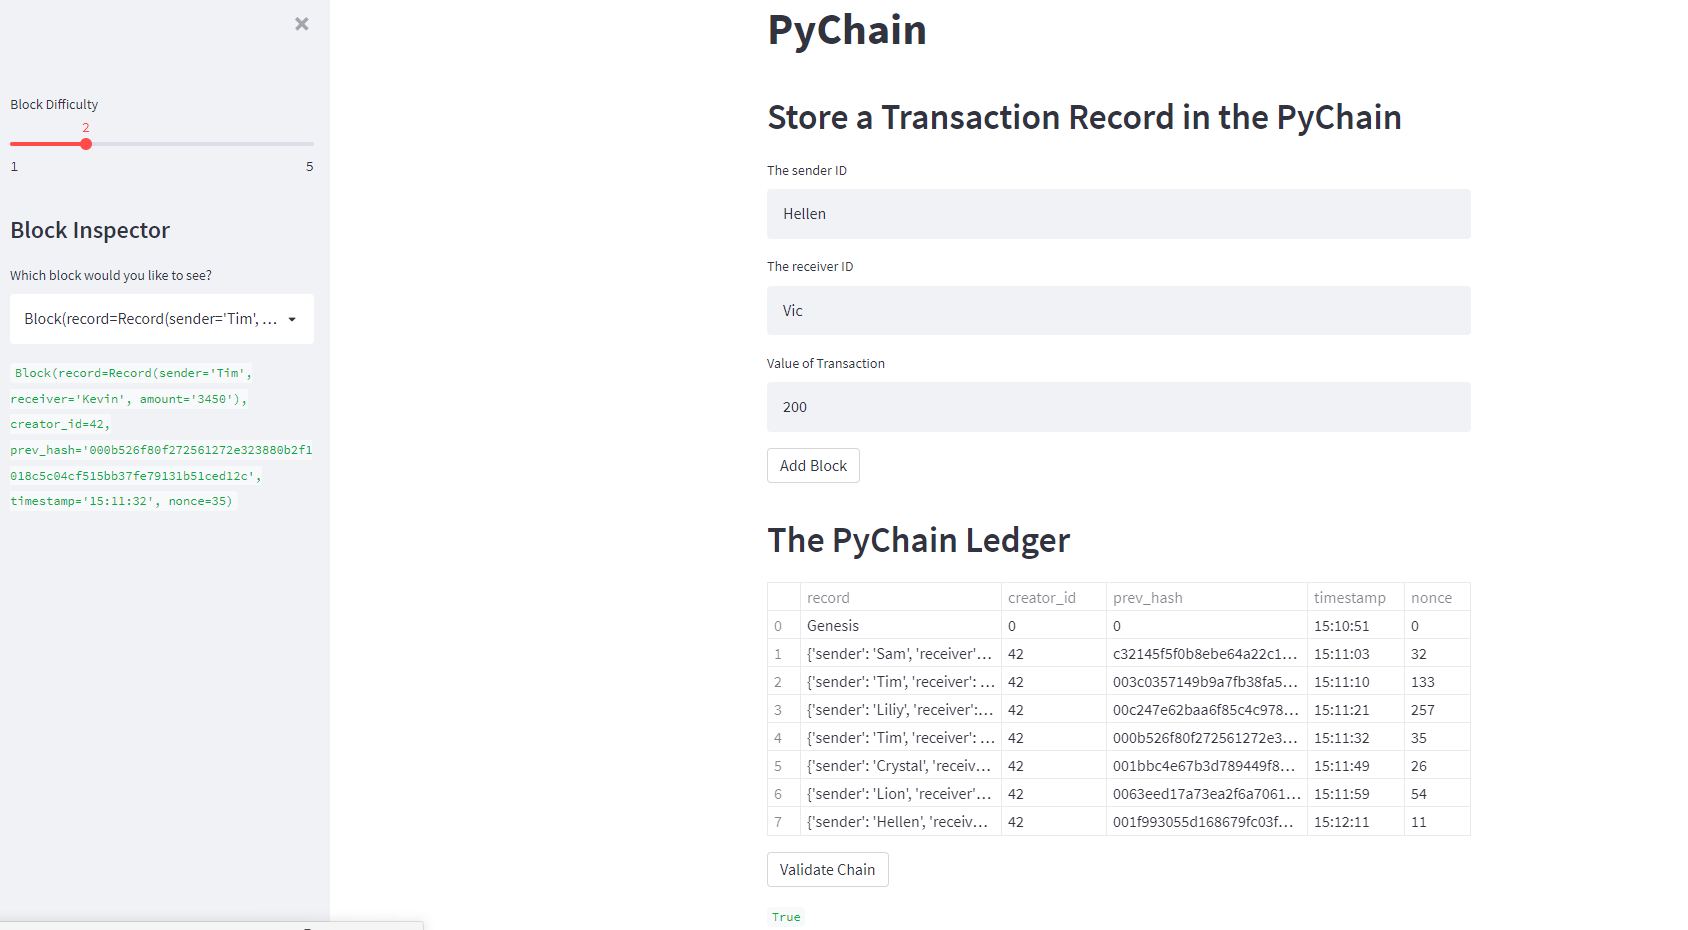 ×
Block Difficulty
2
1 5
Block Inspector
Which block would you like to see?
Block(record=Record(sender='Tim', ...
Block(record=Record(sender='Tim',
receiver='Kevin', amount='3450'),
creator_id=42,
prev_hash='000b526f80f272561272e323880b2f1
018c5c04cf515bb37fe79131b51ced12c',
timestamp='15:11:32', nonce=35)
PyChain
Store a Transaction Record in the PyChain
The sender ID
Hellen
The receiver ID
Vic
Value of Transaction
200
Add Block
The PyChain Ledger
record creator_id prev_hash timestamp nonce
0 Genesis 0 0 15:10:51 0
1 {'sender': 'Sam', 'receiver'... 42 c32145f5f0b8ebe64a22c1... 15:11:03 32
2 {'sender': 'Tim', 'receiver': ... 42 003c0357149b9a7fb38fa5... 15:11:10 133
3 {'sender': 'Liliy', 'receiver':... 42 00c247e62baa6f85c4c978... 15:11:21 257
4 {'sender': 'Tim', 'receiver': ... 42 000b526f80f272561272e3... 15:11:32 35
5 {'sender': 'Crystal', 'receiv... 42 001bbc4e67b3d789449f8... 15:11:49 26
6 {'sender': 'Lion', 'receiver'... 42 0063eed17a73ea2f6a7061... 15:11:59 54
7 {'sender': 'Hellen', 'receiv... 42 001f993055d168679fc03f... 15:12:11 11
Validate Chain
True